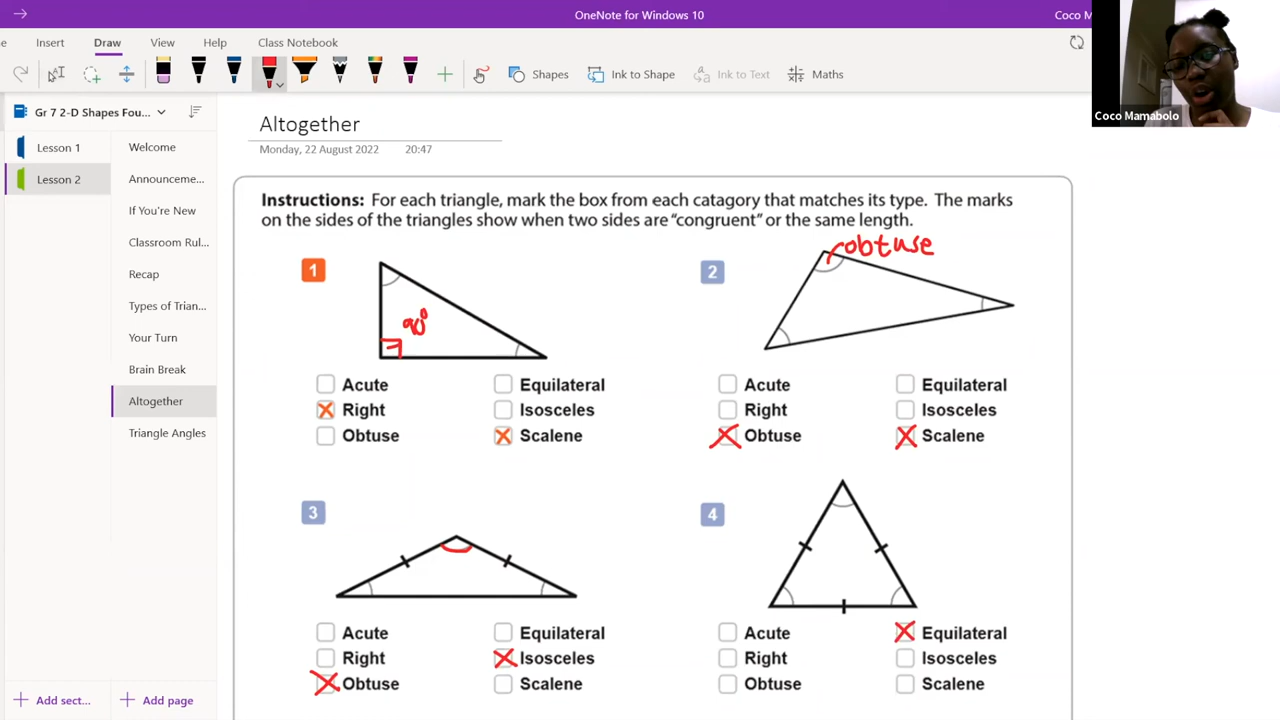 OneNote for Windows 10
Coco M
Insert
Draw
View
Help
Class Notebook
Shapes
Ink to Shape
Ink to Text
Maths
Coco Mamabolo
Gr 7 2-D Shapes Fou...
Lesson 1
Lesson 2
Welcome
Announceme...
If You're New
Classroom Rul...
Recap
Types of Trian...
Your Turn
Brain Break
Altogether
Triangle Angles
Add sect...
Add page
Altogether
Monday, 22 August 2022 20:47
Instructions: For each triangle, mark the box from each catagory that matches its type. The marks
on the sides of the triangles show when two sides are “congruent” or the same length.
1
90°
Acute Equilateral
Right Isosceles
Obtuse Scalene
2
obtuse
Acute Equilateral
Right Isosceles
Obtuse Scalene
3
Acute Equilateral
Right Isosceles
Obtuse Scalene
4
Acute Equilateral
Right Isosceles
Obtuse Scalene